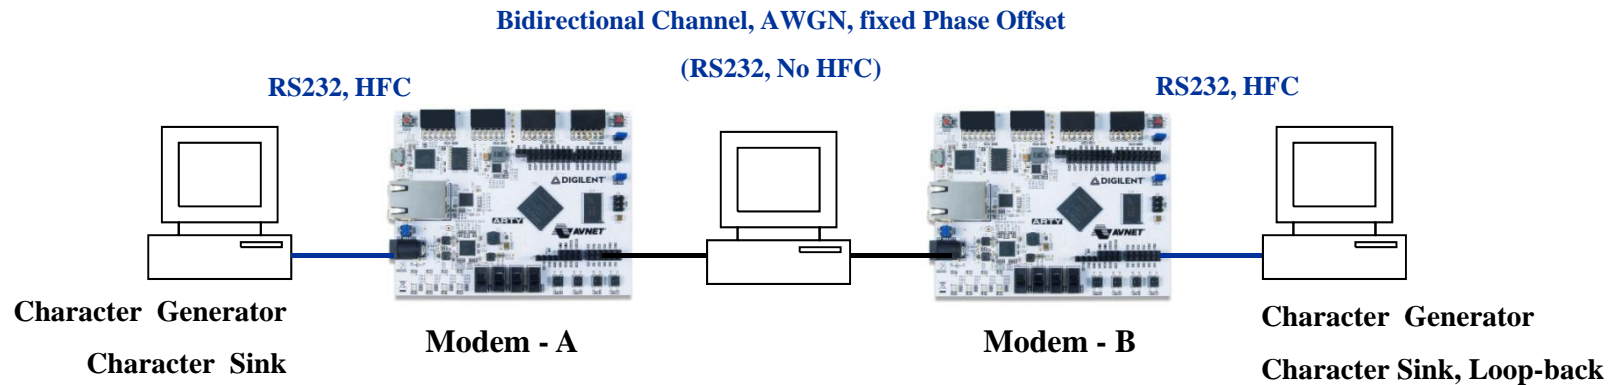 Bidirectional Channel, AWGN, fixed Phase Offset
(RS232, No HFC)
RS232, HFC
RS232, HFC
DIGILENT
ARTY
AVNET
DIGILENT
ARTY
AVNET
Character Generator
Character Sink
Modem - A
Modem - B
Character Generator
Character Sink, Loop-back